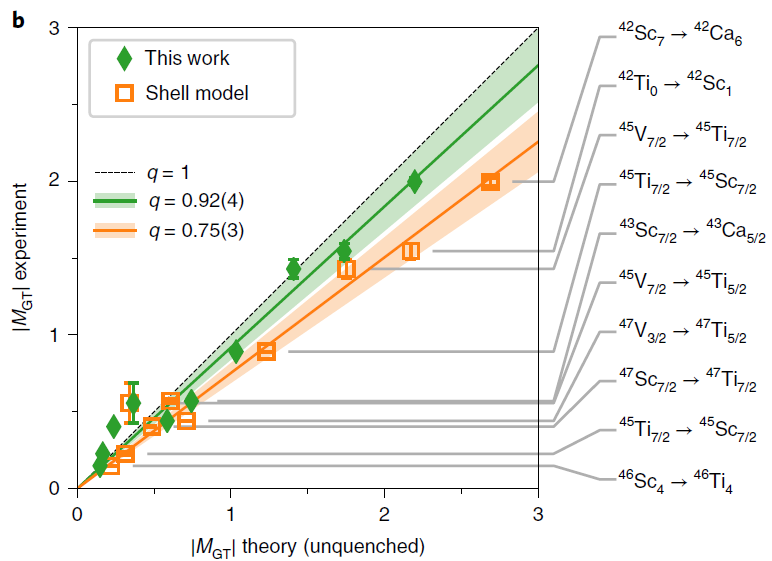 b
3
2
1
0
0
1
2
3
|M_GT| experiment
|M_GT| theory (unquenched)
This work
Shell model
q = 1
q = 0.92(4)
q = 0.75(3)
⁴²Sc₇ → ⁴²Ca₆
⁴²Ti₀ → ⁴²Sc₁
⁴⁵V₇/₂ → ⁴⁵Ti₇/₂
⁴⁵Ti₇/₂ → ⁴⁵Sc₇/₂
⁴³Sc₇/₂ → ⁴³Ca₅/₂
⁴⁵V₇/₂ → ⁴⁵Ti₅/₂
⁴⁷V₃/₂ → ⁴⁷Ti₅/₂
⁴⁷Sc₇/₂ → ⁴⁷Ti₇/₂
⁴⁵Ti₇/₂ → ⁴⁵Sc₇/₂
⁴⁶Sc₄ → ⁴⁶Ti₄